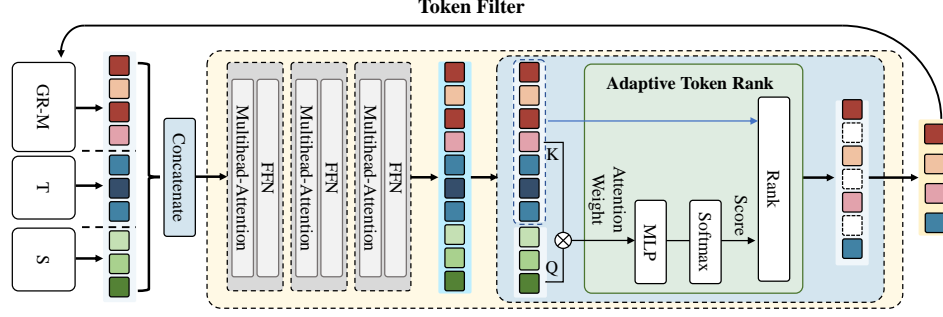 Token Filter
GR-M
T
S
Concatenate
Multihead-Attention
FFN
Multihead-Attention
FFN
Multihead-Attention
FFN
K
Q
Adaptive Token Rank
Attention
Weight
MLP
Softmax
Score
Rank